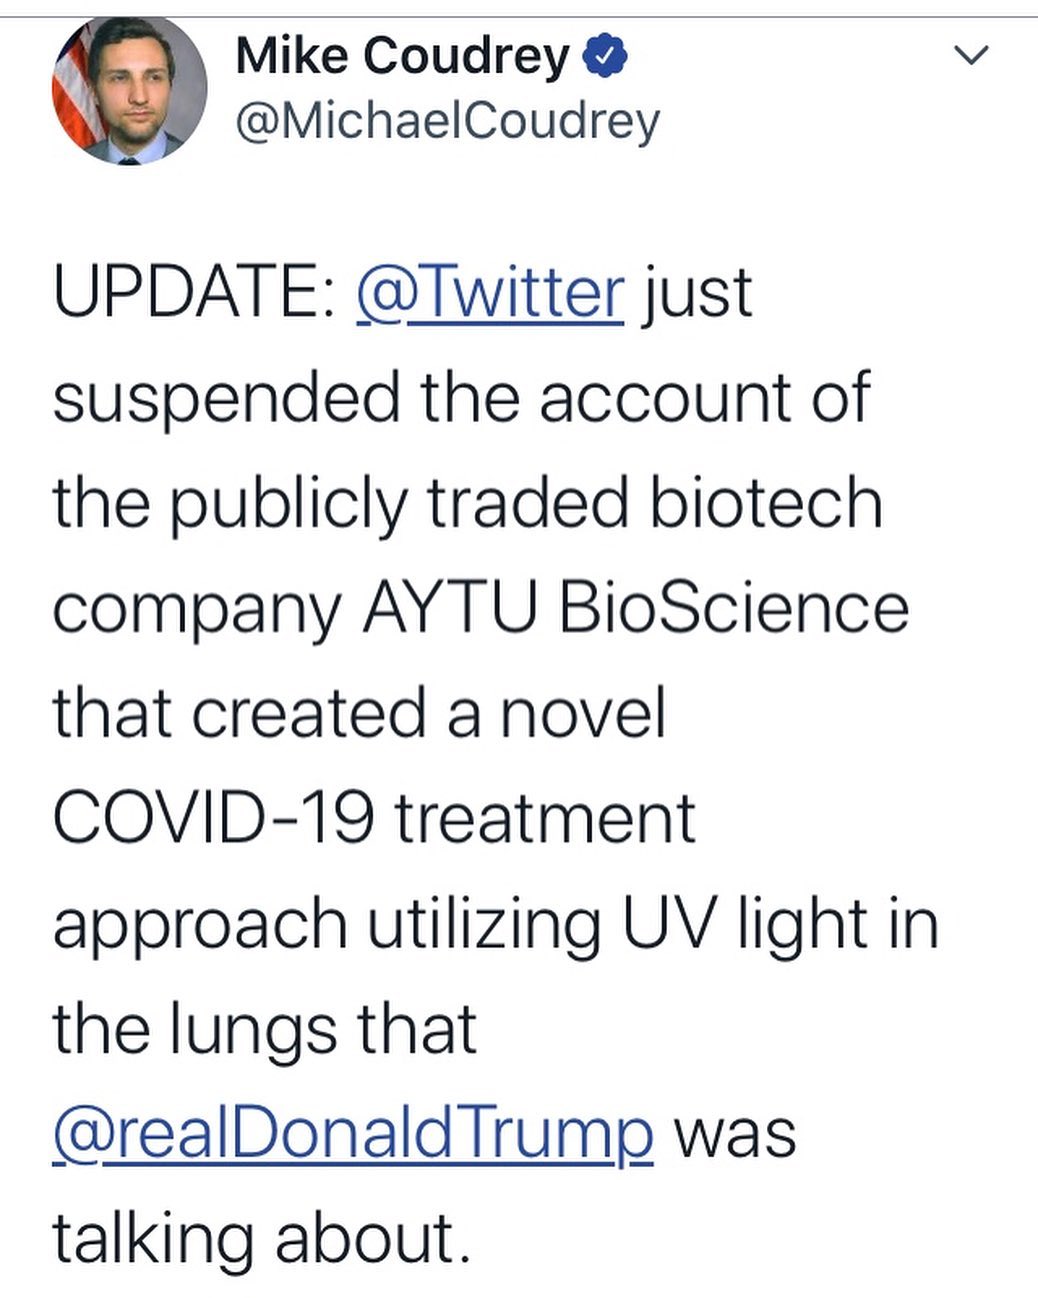 Mike Coudrey
@MichaelCoudrey
UPDATE: @Twitter just
suspended the account of
the publicly traded biotech
company AYTU BioScience
that created a novel
COVID-19 treatment
approach utilizing UV light in
the lungs that
@realDonaldTrump was
talking about.